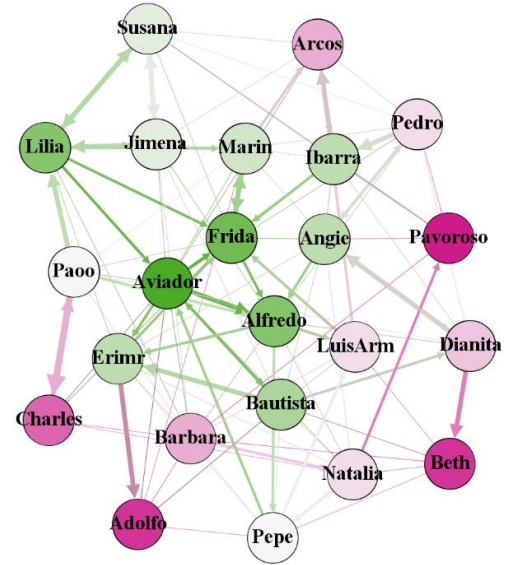 Susana
Arcos
Pedro
Lilia
Jimena
Marin
Ibarra
Frida
Angie
Pavoroso
Paoo
Aviador
Alfredo
LuisArm
Dianita
Erimr
Bautista
Charles
Barbara
Natalia
Beth
Adolfo
Pepe